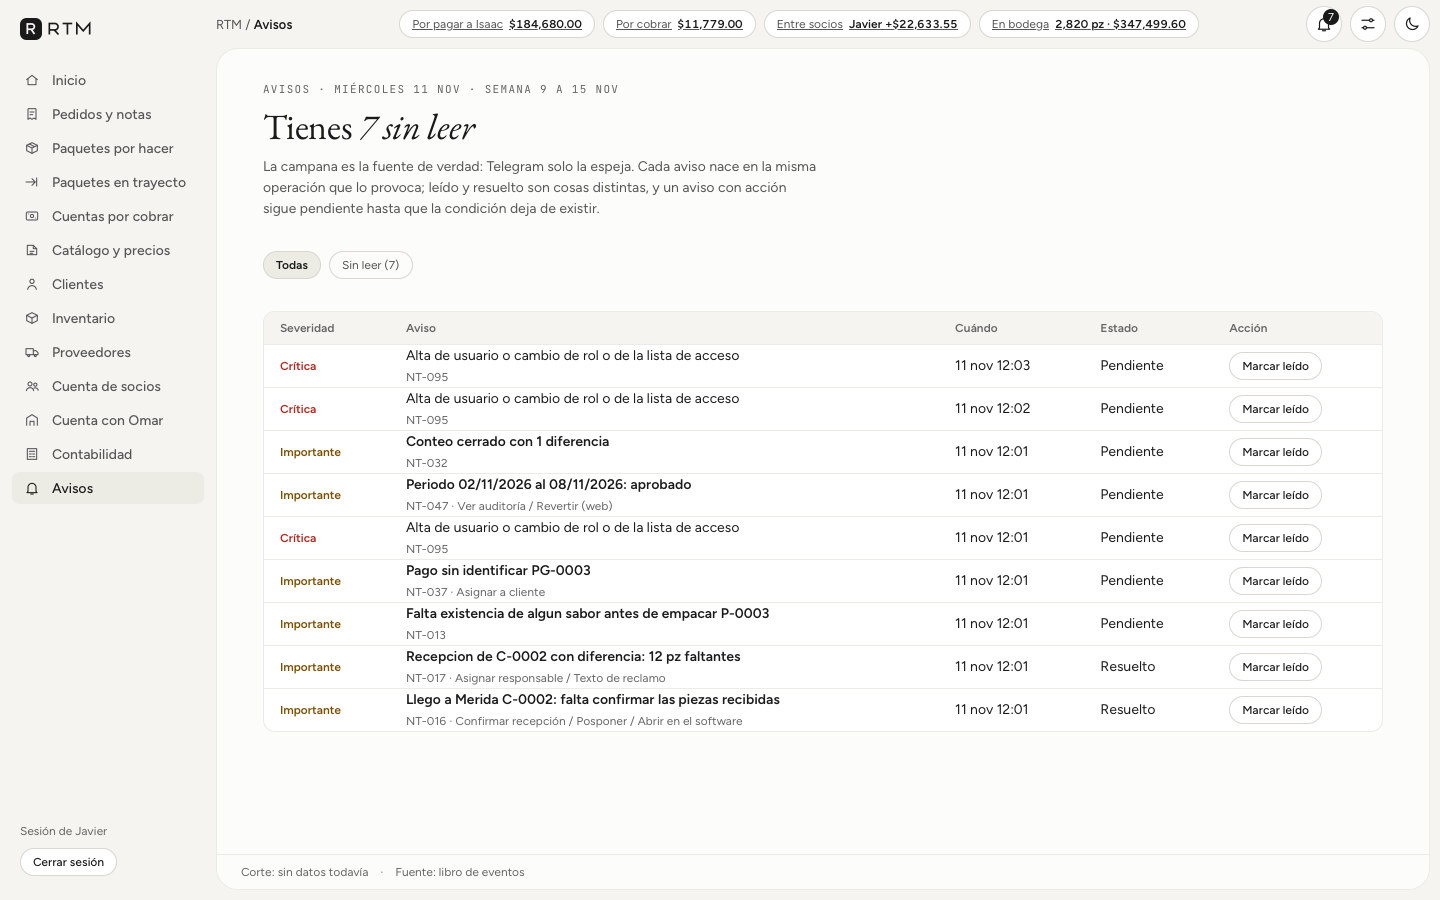 R RTM
RTM / Avisos
Por pagar a Isaac $184,680.00
Por cobrar $11,779.00
Entre socios Javier +$22,633.55
En bodega 2,820 pz · $347,499.60
7
Inicio
Pedidos y notas
Paquetes por hacer
Paquetes en trayecto
Cuentas por cobrar
Catálogo y precios
Clientes
Inventario
Proveedores
Cuenta de socios
Cuenta con Omar
Contabilidad
Avisos
Sesión de Javier
Cerrar sesión
AVISOS · MIÉRCOLES 11 NOV · SEMANA 9 A 15 NOV
Tienes 7 sin leer
La campana es la fuente de verdad: Telegram solo la espeja. Cada aviso nace en la misma
operación que lo provoca; leído y resuelto son cosas distintas, y un aviso con acción
sigue pendiente hasta que la condición deja de existir.
Todas
Sin leer (7)
Severidad Aviso Cuándo Estado Acción
Crítica Alta de usuario o cambio de rol o de la lista de acceso 11 nov 12:03 Pendiente Marcar leído
NT-095
Crítica Alta de usuario o cambio de rol o de la lista de acceso 11 nov 12:02 Pendiente Marcar leído
NT-095
Importante Conteo cerrado con 1 diferencia 11 nov 12:01 Pendiente Marcar leído
NT-032
Importante Periodo 02/11/2026 al 08/11/2026: aprobado 11 nov 12:01 Pendiente Marcar leído
NT-047 · Ver auditoría / Revertir (web)
Crítica Alta de usuario o cambio de rol o de la lista de acceso 11 nov 12:01 Pendiente Marcar leído
NT-095
Importante Pago sin identificar PG-0003 11 nov 12:01 Pendiente Marcar leído
NT-037 · Asignar a cliente
Importante Falta existencia de algun sabor antes de empacar P-0003 11 nov 12:01 Pendiente Marcar leído
NT-013
Importante Recepcion de C-0002 con diferencia: 12 pz faltantes 11 nov 12:01 Resuelto Marcar leído
NT-017 · Asignar responsable / Texto de reclamo
Importante Llego a Merida C-0002: falta confirmar las piezas recibidas 11 nov 12:01 Resuelto Marcar leído
NT-016 · Confirmar recepción / Posponer / Abrir en el software
Corte: sin datos todavía · Fuente: libro de eventos